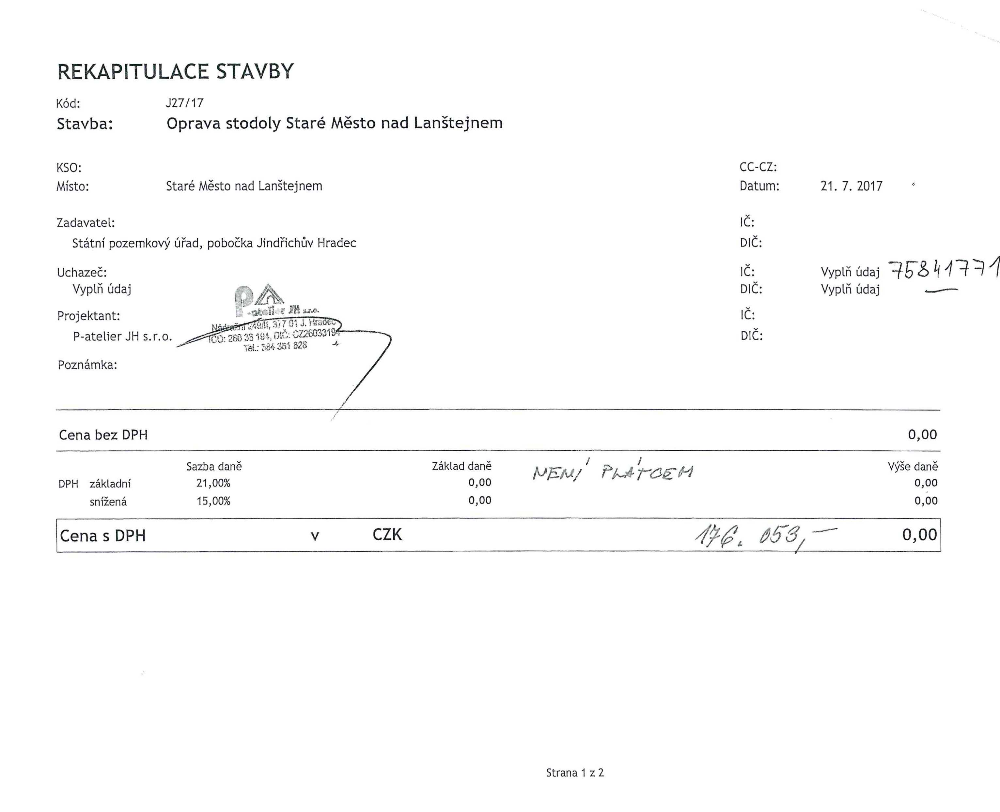 REKAPITULACE STAVBY
Kód: J27/17
Stavba: Oprava stodoly Staré Město nad Lanštejnem
KSO: CC-CZ:
Místo: Staré Město nad Lanštejnem Datum: 21. 7. 2017
Zadavatel: IČ:
Státní pozemkový úřad, pobočka Jindřichův Hradec DIČ:
Uchazeč: IČ: Vyplň údaj 75841771
Vyplň údaj DIČ: Vyplň údaj —
PA
-atelier JH s.r.o.
Projektant: IČ:
Nádražní 249/II, 377 01 J. Hradec
P-atelier JH s.r.o. DIČ:
IČO: 260 33 194, DIČ: CZ26033194
Tel.: 384 361 628
Poznámka:
Cena bez DPH 0,00
Sazba daně Základd daně NENÍ PLÁTCEM Výše daně
DPH základní 21,00% 0,00 0,00
snížená 15,00% 0,00 0,00
Cena s DPH v CZK 176. 053,— 0,00
Strana 1 z 2